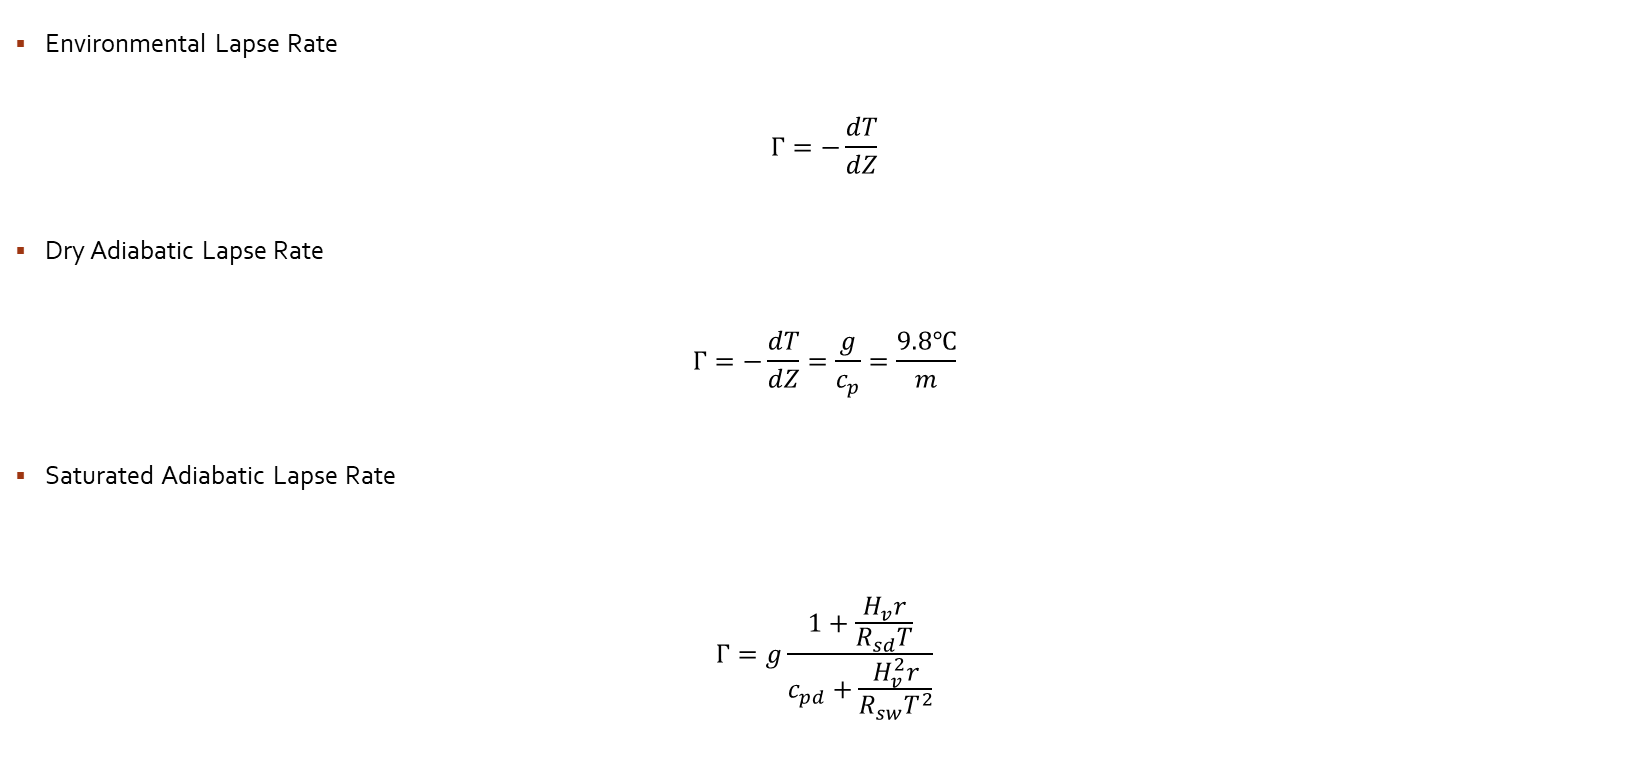 ▪ Environmental Lapse Rate
Γ = −dT/dZ
▪ Dry Adiabatic Lapse Rate
Γ = −dT/dZ = g/c_p = 9.8°C/m
▪ Saturated Adiabatic Lapse Rate
Γ = g (1 + H_v r/(R_sd T))/(c_pd + H_v^2 r/(R_sw T^2))